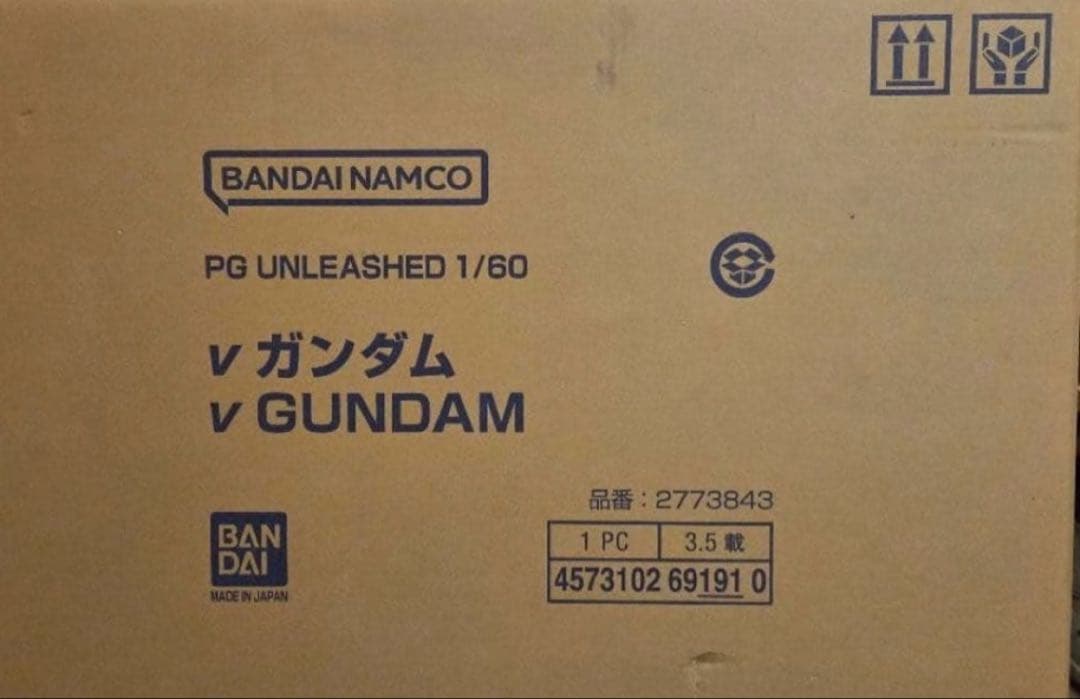 BANDAI NAMCO
PG UNLEASHED 1/60
ν ガンダム
ν GUNDAM
品番：2773843
1 PC 3.5 載
4573102 69191 0
BAN
DAI
MADE IN JAPAN